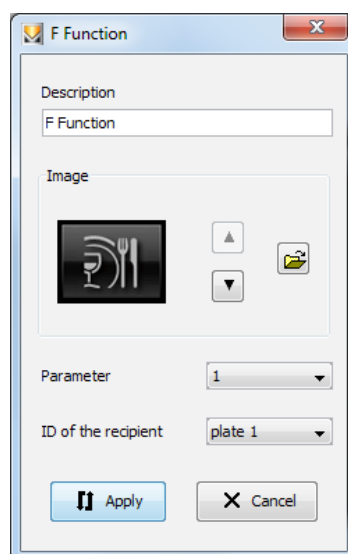 F Function
Description
F Function
Image
Parameter
1
ID of the recipient
plate 1
Apply
Cancel